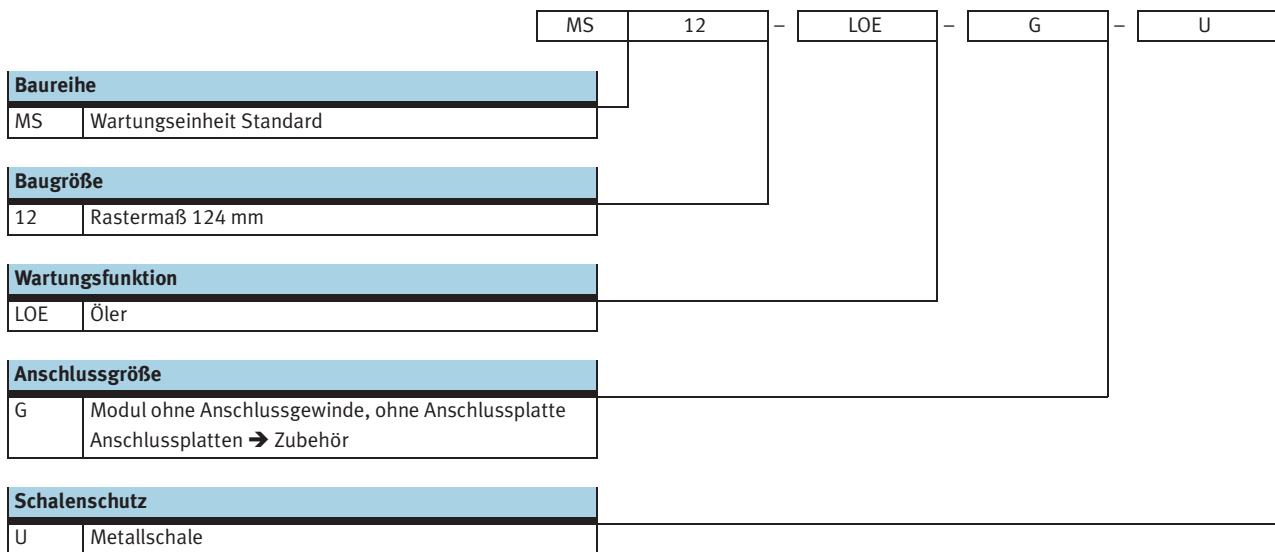 MS 12 – LOE – G – U
Baureihe
MS Wartungseinheit Standard
Baugröße
12 Rastermaß 124 mm
Wartungsfunktion
LOE Öler
Anschlussgröße
G Modul ohne Anschlussgewinde, ohne Anschlussplatte
Anschlussplatten ➔ Zubehör
Schalenschutz
U Metallschale